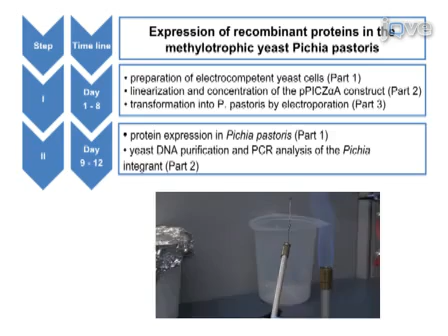 jove
Step
Time line
Expression of recombinant proteins in the
methylotrophic yeast Pichia pastoris
I
Day
1 - 8
• preparation of electrocompetent yeast cells (Part 1)
• linearization and concentration of the pPICZαA construct (Part 2)
• transformation into P. pastoris by electroporation (Part 3)
II
Day
9 - 12
• protein expression in Pichia pastoris (Part 1)
• yeast DNA purification and PCR analysis of the Pichia
integrant (Part 2)